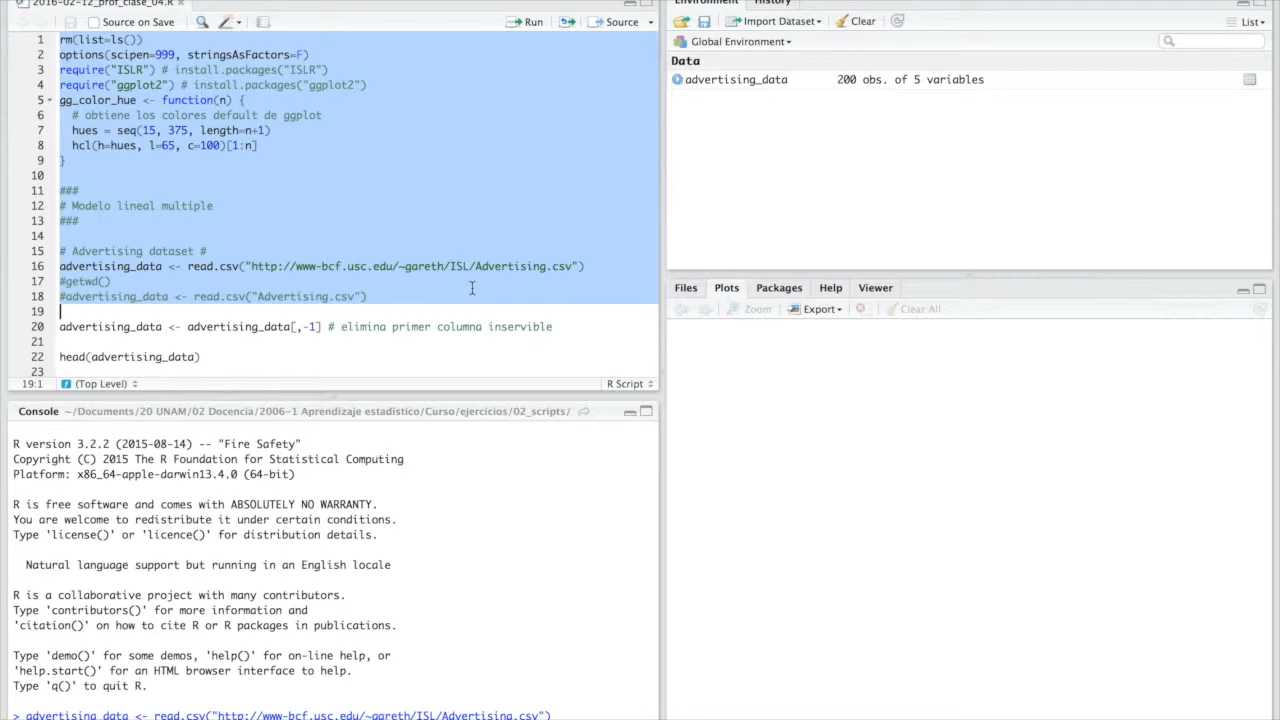 2016-02-12_prof_clase_04.R
Source on Save
Run
Source
1 rm(list=ls())
2 options(scipen=999, stringsAsFactors=F)
3 require("ISLR") # install.packages("ISLR")
4 require("ggplot2") # install.packages("ggplot2")
5 gg_color_hue <- function(n) {
6 # obtiene los colores default de ggplot
7 hues = seq(15, 375, length=n+1)
8 hcl(h=hues, l=65, c=100)[1:n]
9 }
10
11 ###
12 # Modelo lineal multiple
13 ###
14
15 # Advertising dataset #
16 advertising_data <- read.csv("http://www-bcf.usc.edu/~gareth/ISL/Advertising.csv")
17 #getwd()
18 #advertising_data <- read.csv("Advertising.csv")
19
20 advertising_data <- advertising_data[,-1] # elimina primer columna inservible
21
22 head(advertising_data)
23
19:1 (Top Level) R Script
Console ~/Documents/20 UNAM/02 Docencia/2006-1 Aprendizaje estadistico/Curso/ejercicios/02_scripts/
R version 3.2.2 (2015-08-14) -- "Fire Safety"
Copyright (C) 2015 The R Foundation for Statistical Computing
Platform: x86_64-apple-darwin13.4.0 (64-bit)
R is free software and comes with ABSOLUTELY NO WARRANTY.
You are welcome to redistribute it under certain conditions.
Type 'license()' or 'licence()' for distribution details.
Natural language support but running in an English locale
R is a collaborative project with many contributors.
Type 'contributors()' for more information and
'citation()' on how to cite R or R packages in publications.
Type 'demo()' for some demos, 'help()' for on-line help, or
'help.start()' for an HTML browser interface to help.
Type 'q()' to quit R.
> advertising_data <- read.csv("http://www-bcf.usc.edu/~gareth/ISL/Advertising.csv")
Environment History
Import Dataset Clear List
Global Environment
Data
advertising_data 200 obs. of 5 variables
Files Plots Packages Help Viewer
Zoom Export Clear All